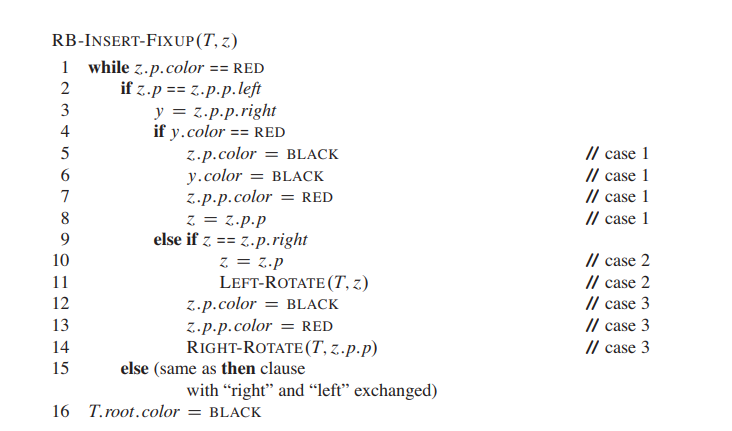 RB-INSERT-FIXUP(T, z)
1 while z.p.color == RED
2 if z.p == z.p.p.left
3 y = z.p.p.right
4 if y.color == RED
5 z.p.color = BLACK // case 1
6 y.color = BLACK // case 1
7 z.p.p.color = RED // case 1
8 z = z.p.p // case 1
9 else if z == z.p.right
10 z = z.p // case 2
11 LEFT-ROTATE(T, z) // case 2
12 z.p.color = BLACK // case 3
13 z.p.p.color = RED // case 3
14 RIGHT-ROTATE(T, z.p.p) // case 3
15 else (same as then clause
with “right” and “left” exchanged)
16 T.root.color = BLACK